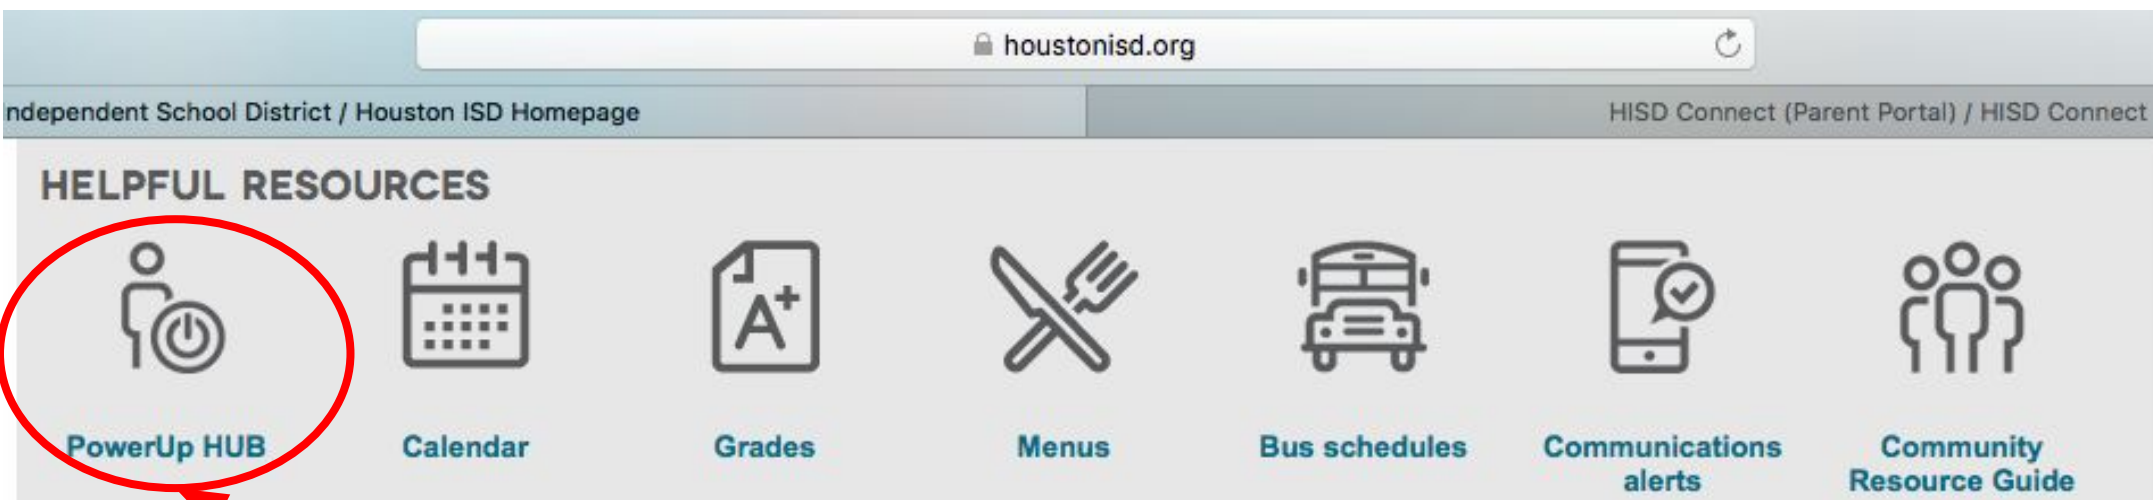 houstonisd.org
ndependent School District / Houston ISD Homepage
HISD Connect (Parent Portal) / HISD Connect
HELPFUL RESOURCES
A+
PowerUp HUB
Calendar
Grades
Menus
Bus schedules
Communications
alerts
Community
Resource Guide